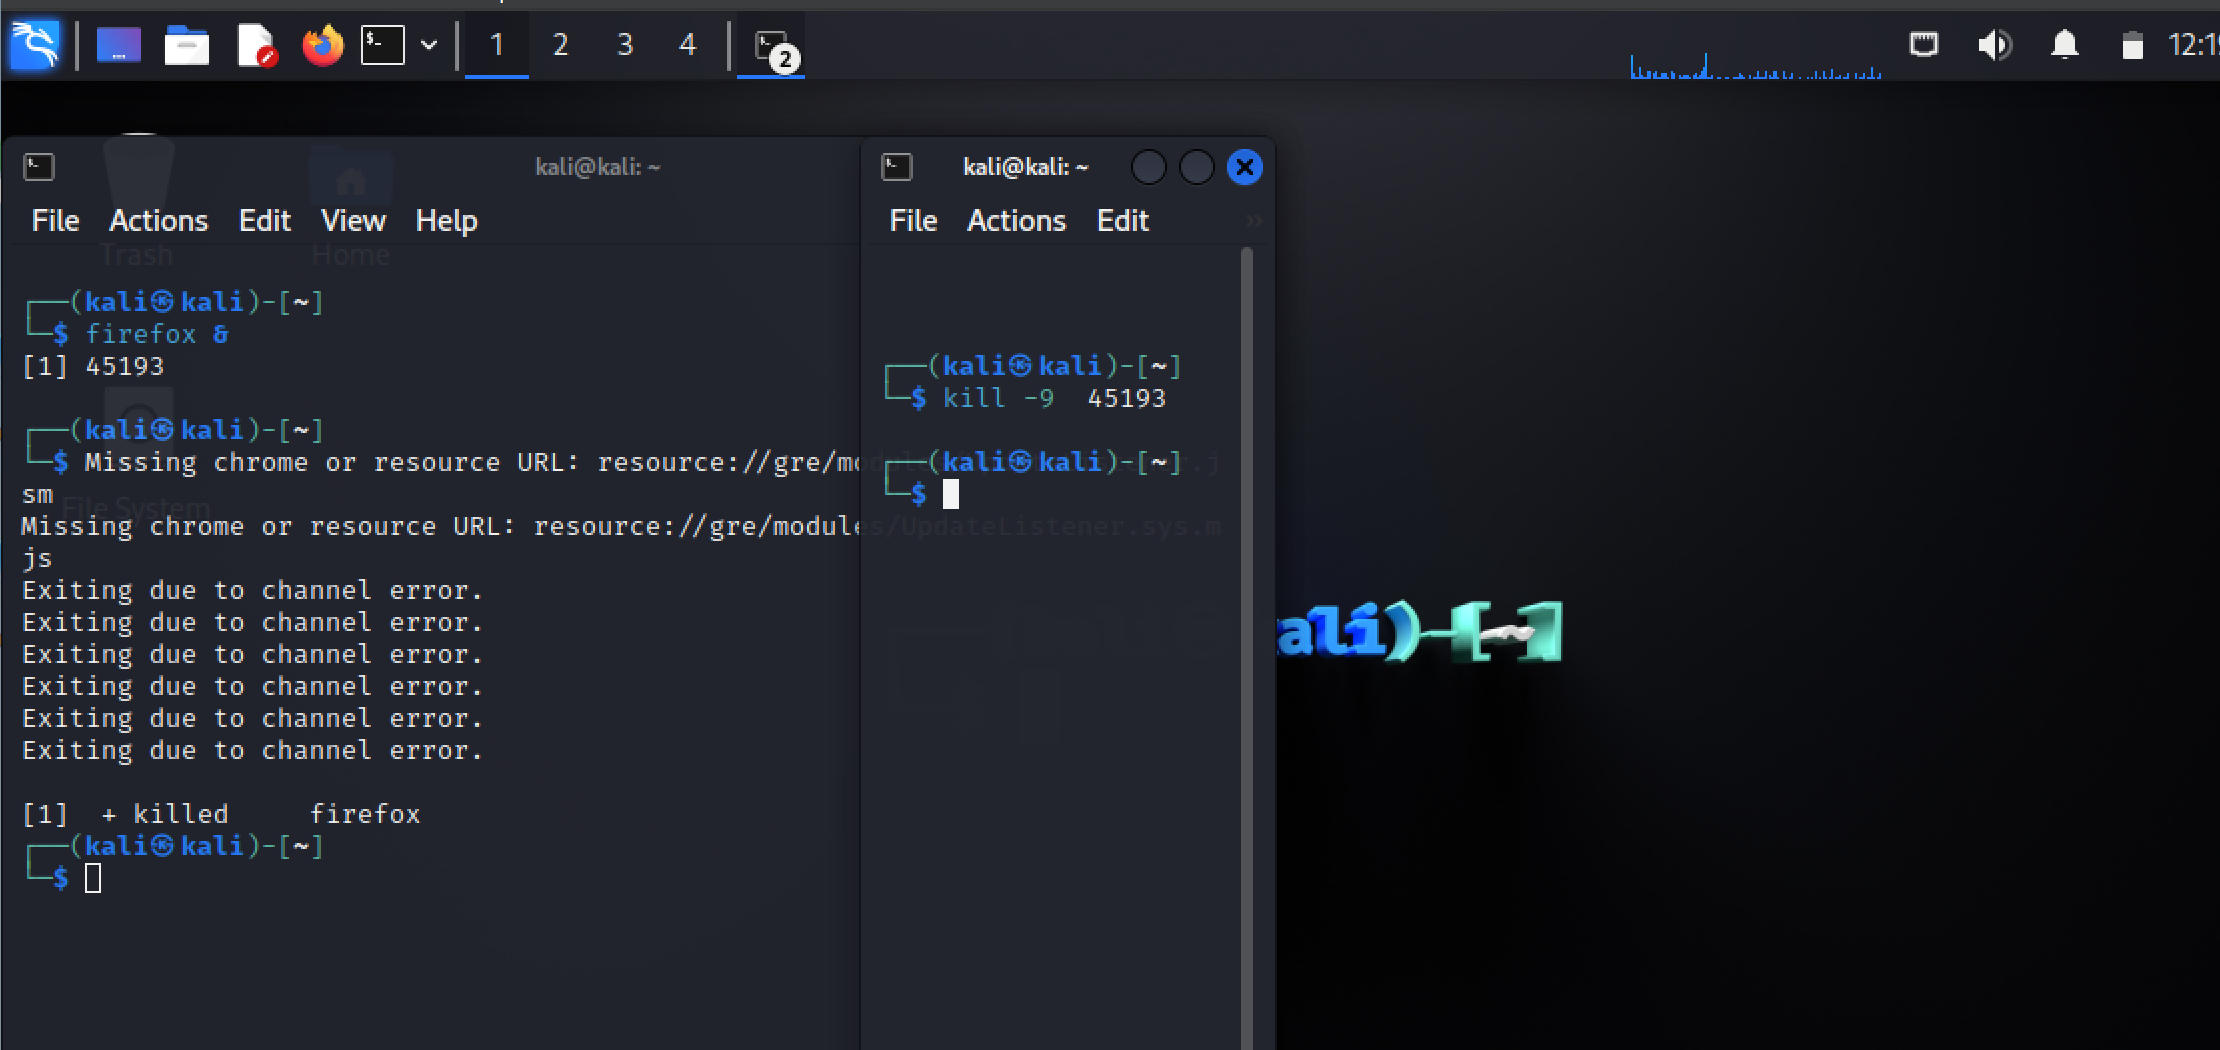 1 2 3 4 2 12:1
kali@kali: ~
File Actions Edit View Help
Trash Home
┌──(kali㉿kali)-[~]
└─$ firefox &
[1] 45193
┌──(kali㉿kali)-[~]
└─$ Missing chrome or resource URL: resource://gre/mod
sm
File System
Missing chrome or resource URL: resource://gre/modules/UpdateListener.sys.m
js
Exiting due to channel error.
Exiting due to channel error.
Exiting due to channel error.
Exiting due to channel error.
Exiting due to channel error.
Exiting due to channel error.
[1]  + killed     firefox
┌──(kali㉿kali)-[~]
└─$
kali@kali: ~
File Actions Edit »
┌──(kali㉿kali)-[~]
└─$ kill -9  45193
┌──(kali㉿kali)-[~]
└─$
ali)-[~]